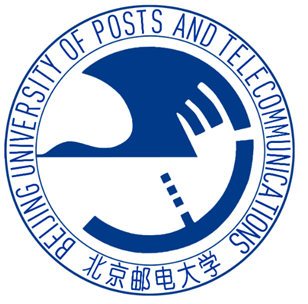 BEIJING UNIVERSITY OF POSTS AND TELECOMMUNICATIONS
北京邮电大学